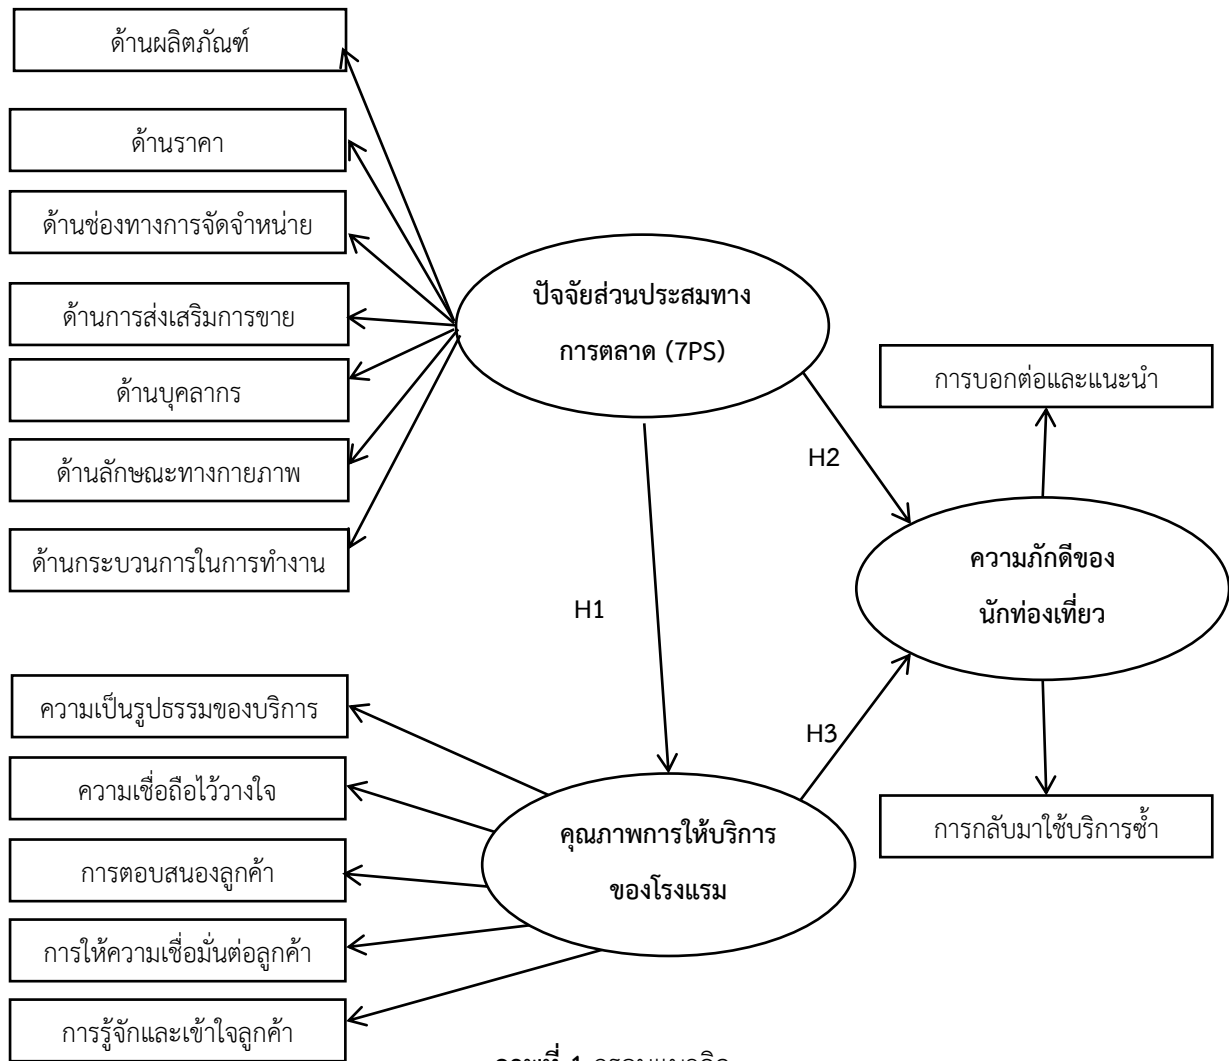 ด้านผลิตภัณฑ์
ด้านราคา
ด้านช่องทางการจัดจำหน่าย
ด้านการส่งเสริมการขาย
ด้านบุคลากร
ด้านลักษณะทางกายภาพ
ด้านกระบวนการในการทำงาน
ปัจจัยส่วนประสมทาง
การตลาด (7PS)
การบอกต่อและแนะนำ
H2
ความภักดีของ
นักท่องเที่ยว
H1
H3
ความเป็นรูปธรรมของบริการ
ความเชื่อถือไว้วางใจ
การตอบสนองลูกค้า
การให้ความเชื่อมั่นต่อลูกค้า
การรู้จักและเข้าใจลูกค้า
คุณภาพการให้บริการ
ของโรงแรม
การกลับมาใช้บริการซ้ำ
ภาพที่ 1 กรอบแนวคิด